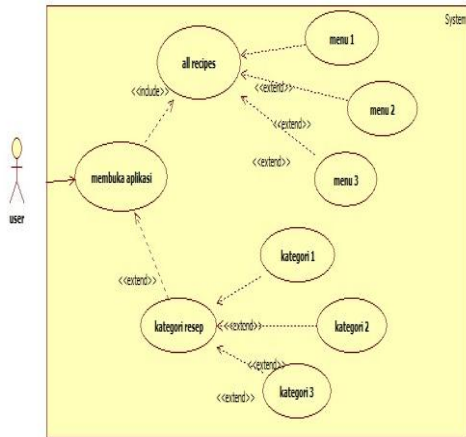 System
menu 1
all recipes
<<include>>
<<extend>>
menu 2
<<extend>>
menu 3
membuka aplikasi
user
kategori 1
<<extend>>
kategori resep
<<extend>>
kategori 2
<<extend>>
kategori 3
<<extend>>